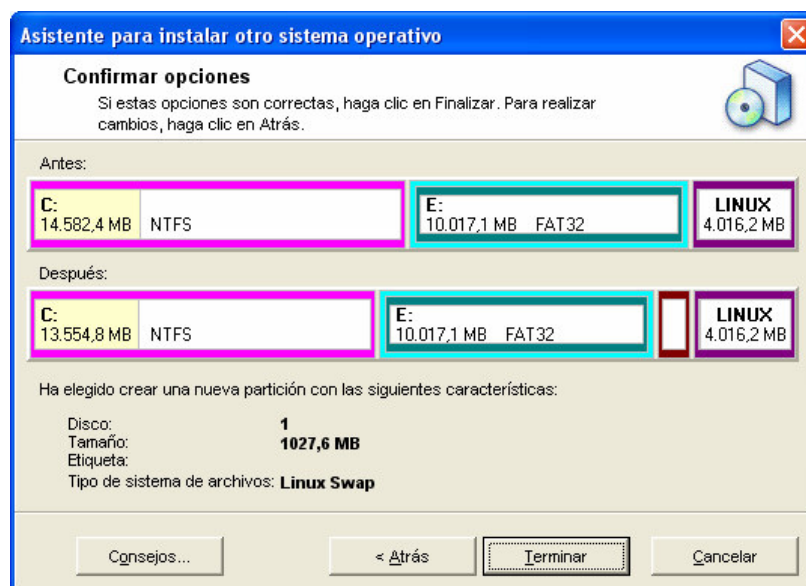 Asistente para instalar otro sistema operativo
Confirmar opciones
Si estas opciones son correctas, haga clic en Finalizar. Para realizar
cambios, haga clic en Atrás.
Antes:
C:
14.582,4 MB NTFS
E:
10.017,1 MB FAT32
LINUX
4.016,2 MB
Después:
C:
13.554,8 MB NTFS
E:
10.017,1 MB FAT32
LINUX
4.016,2 MB
Ha elegido crear una nueva partición con las siguientes características:
Disco: 1
Tamaño: 1027,6 MB
Etiqueta:
Tipo de sistema de archivos: Linux Swap
Consejos...
< Atrás
Terminar
Cancelar